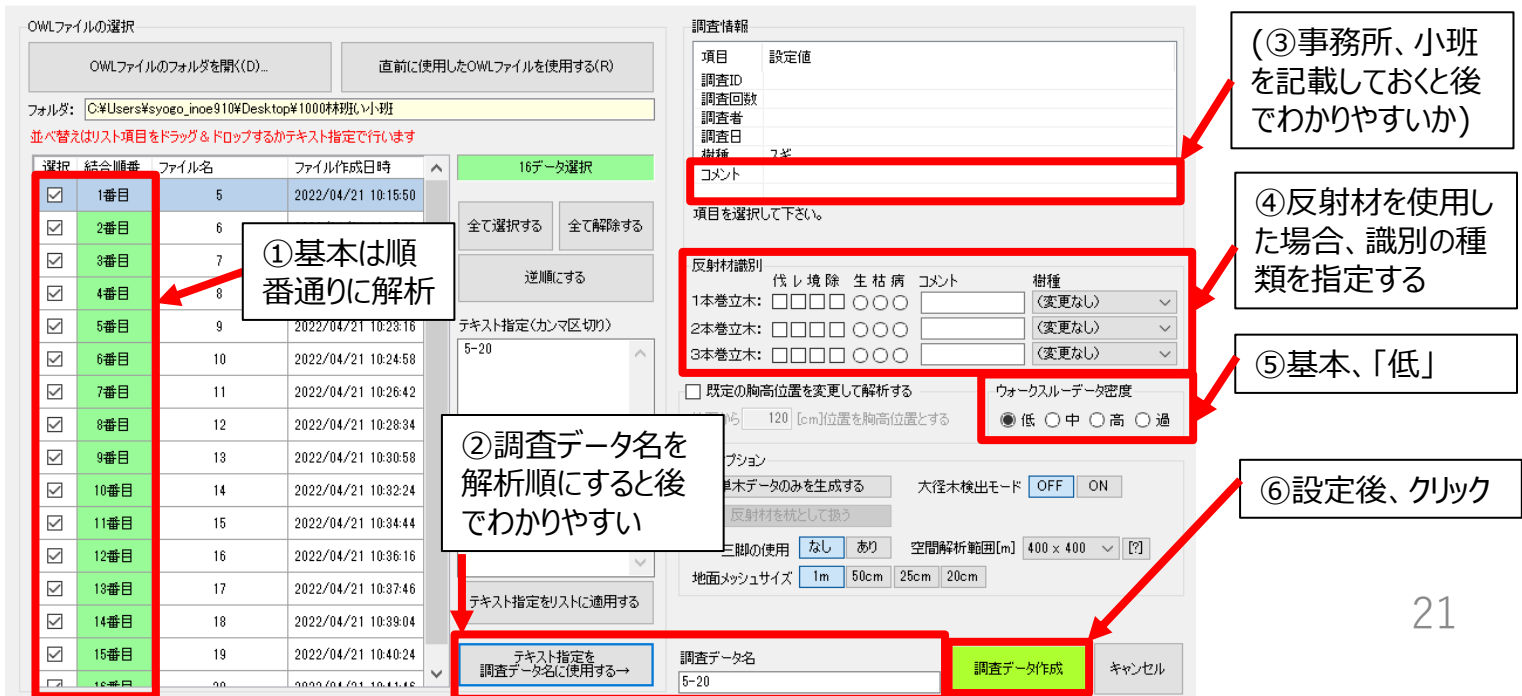 OWLファイルの選択
OWLファイルのフォルダを開く(D)...
直前に使用したOWLファイルを使用する(R)
フォルダ: C:¥Users¥syogo_inoe910¥Desktop¥1000林班い小班
並べ替えはリスト項目をドラッグ&ドロップするかテキスト指定で行います
選択 結合順番 ファイル名 ファイル作成日時
1番目 5 2022/04/21 10:15:50
2番目 6
3番目 7
4番目 8
5番目 9 2022/04/21 10:23:16
6番目 10 2022/04/21 10:24:58
7番目 11 2022/04/21 10:26:42
8番目 12 2022/04/21 10:28:34
9番目 13 2022/04/21 10:30:58
10番目 14 2022/04/21 10:32:24
11番目 15 2022/04/21 10:34:44
12番目 16 2022/04/21 10:36:16
13番目 17 2022/04/21 10:37:46
14番目 18 2022/04/21 10:39:04
15番目 19 2022/04/21 10:40:24
16番目 20 2022/04/21 10:41:46
16データ選択
全て選択する 全て解除する
逆順にする
テキスト指定(カンマ区切り)
5-20
テキスト指定をリストに適用する
テキスト指定を
調査データ名に使用する→
①基本は順
番通りに解析
②調査データ名を
解析順にすると後
でわかりやすい
調査情報
項目 設定値
調査ID
調査回数
調査者
調査日
樹種 スギ
コメント
項目を選択して下さい。
反射材識別
伐 レ 境 除 生 枯 病 コメント 樹種
1本巻立木: (変更なし)
2本巻立木: (変更なし)
3本巻立木: (変更なし)
既定の胸高位置を変更して解析する
から 120 [cm]位置を胸高位置とする
ウォークスルーデータ密度
低 中 高 過
プション
単木データのみを生成する 大径木検出モード OFF ON
反射材を杭として扱う
三脚の使用 なし あり 空間解析範囲[m] 400 x 400 [?]
地面メッシュサイズ 1m 50cm 25cm 20cm
調査データ名
5-20
調査データ作成 キャンセル
(③事務所、小班
を記載しておくと後
でわかりやすいか)
④反射材を使用し
た場合、識別の種
類を指定する
⑤基本、「低」
⑥設定後、クリック
21